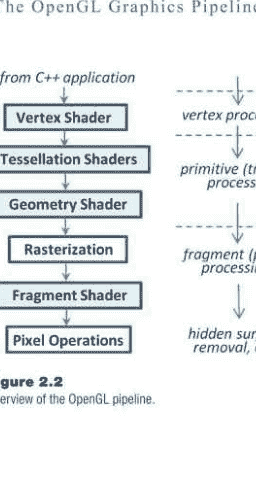 The OpenGL Graphics Pipeline
from C++ application
Vertex Shader
Tessellation Shaders
Geometry Shader
Rasterization
Fragment Shader
Pixel Operations
vertex proc
primitive (tr
process
fragment (p
processi
hidden sur
removal,
gure 2.2
erview of the OpenGL pipeline.